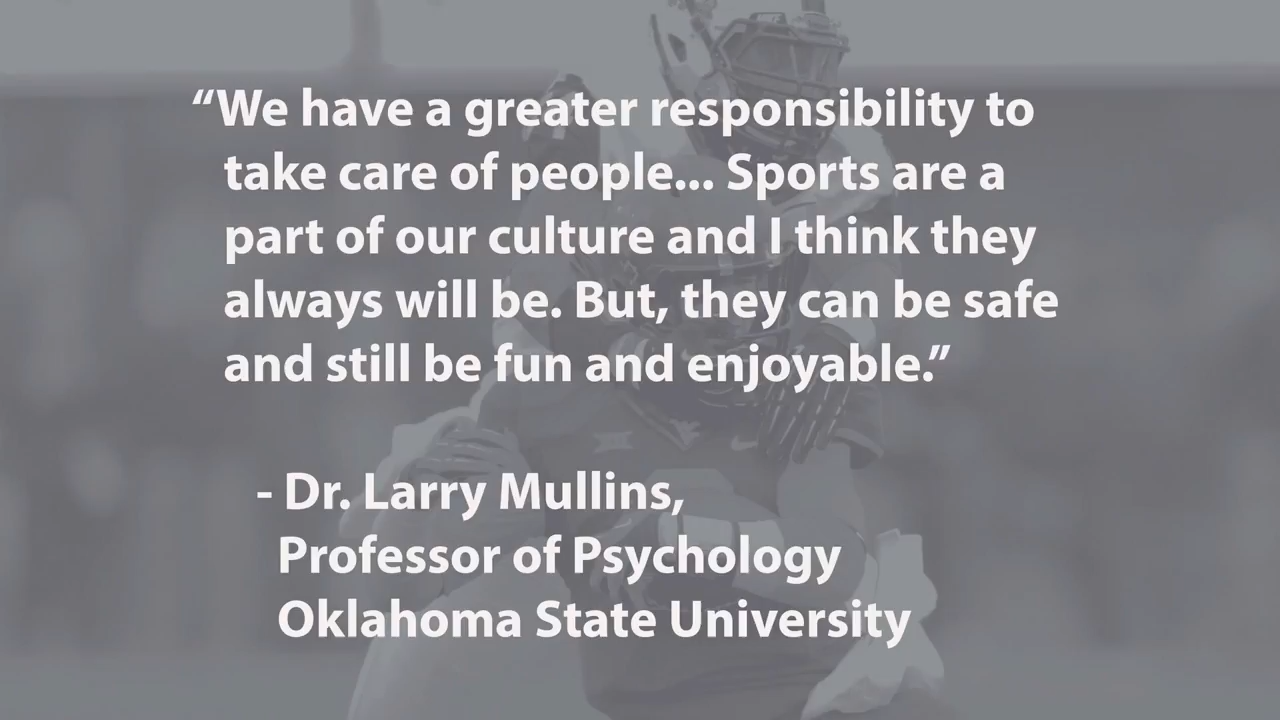 “We have a greater responsibility to
take care of people... Sports are a
part of our culture and I think they
always will be. But, they can be safe
and still be fun and enjoyable.”
- Dr. Larry Mullins,
Professor of Psychology
Oklahoma State University